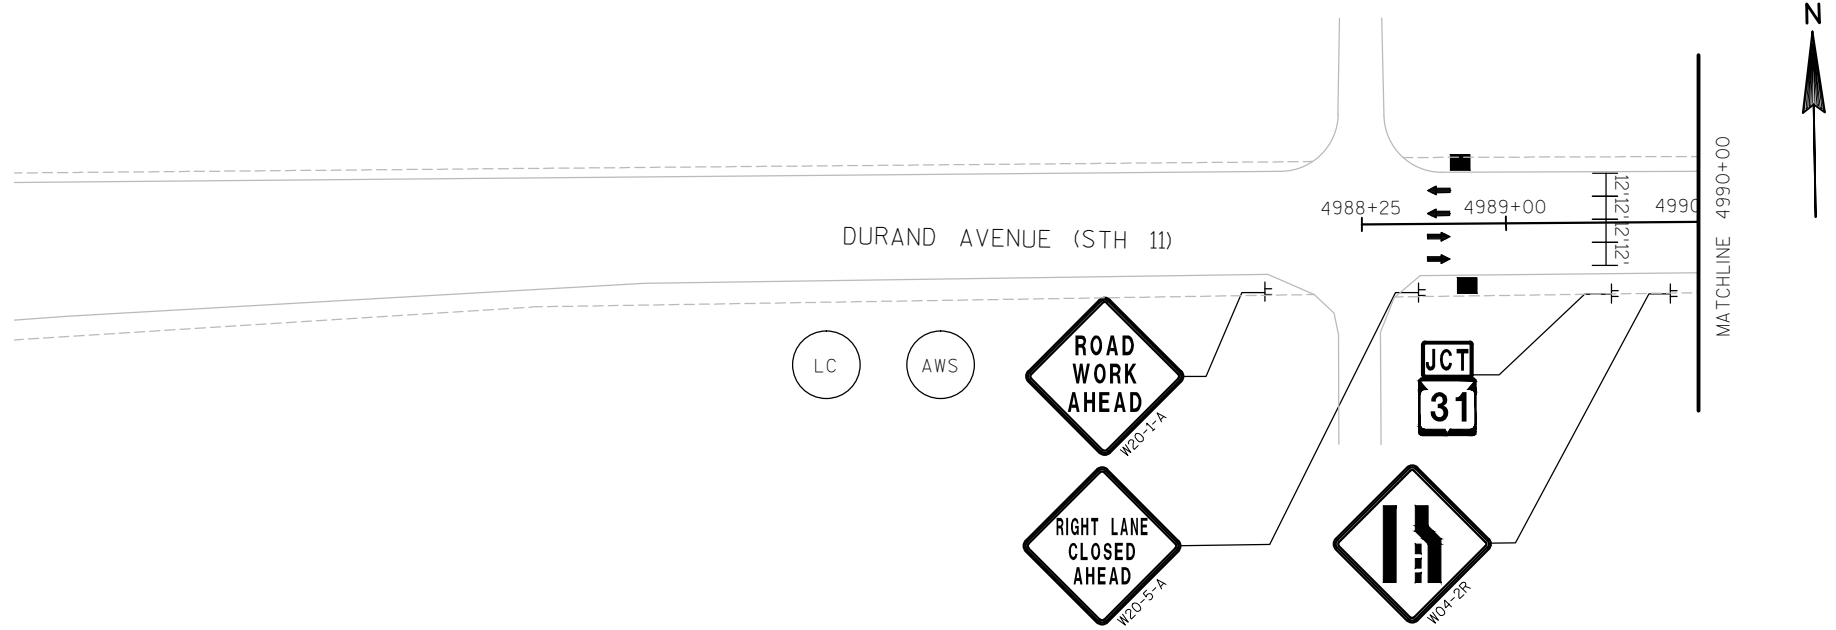 N
MATCHLINE 4990+00
12'
12'
12'
12'
4988+25
4989+00
4990
DURAND AVENUE (STH 11)
LC
AWS
ROAD
WORK
AHEAD
W20-1-A
JCT
31
RIGHT LANE
CLOSED
AHEAD
W20-5-A
W04-2R